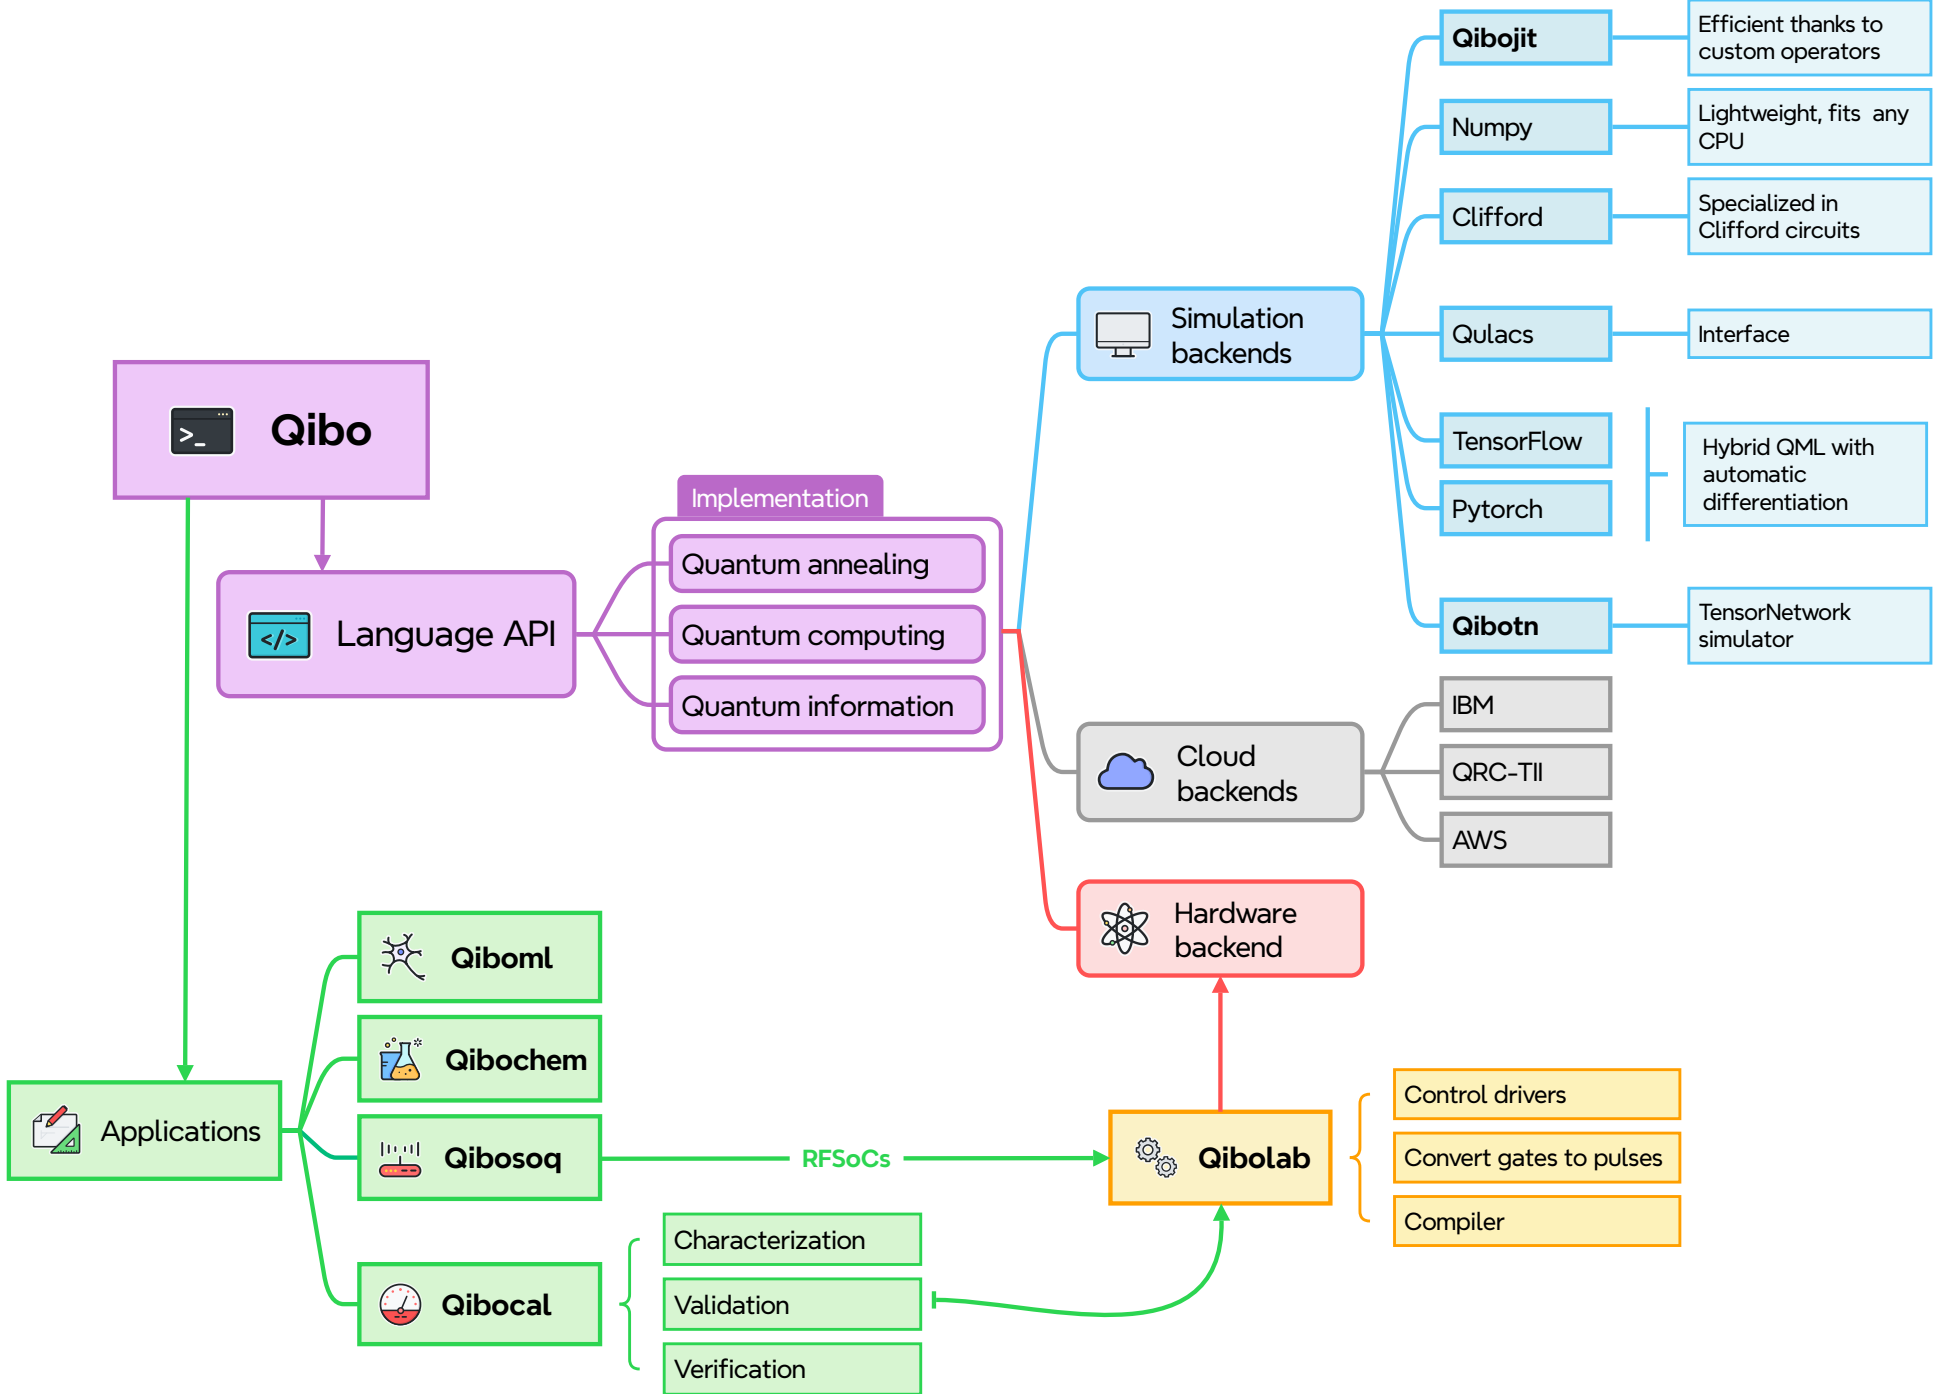 Qibo
Language API
Implementation
Quantum annealing
Quantum computing
Quantum information
Simulation
backends
Qibojit
Efficient thanks to
custom operators
Numpy
Lightweight, fits any
CPU
Clifford
Specialized in
Clifford circuits
Qulacs
Interface
TensorFlow
Pytorch
Hybrid QML with
automatic
differentiation
Qibotn
TensorNetwork
simulator
Cloud
backends
IBM
QRC-TII
AWS
Hardware
backend
Applications
Qiboml
Qibochem
Qibosoq
RFSoCs
Qibolab
Control drivers
Convert gates to pulses
Compiler
Qibocal
Characterization
Validation
Verification